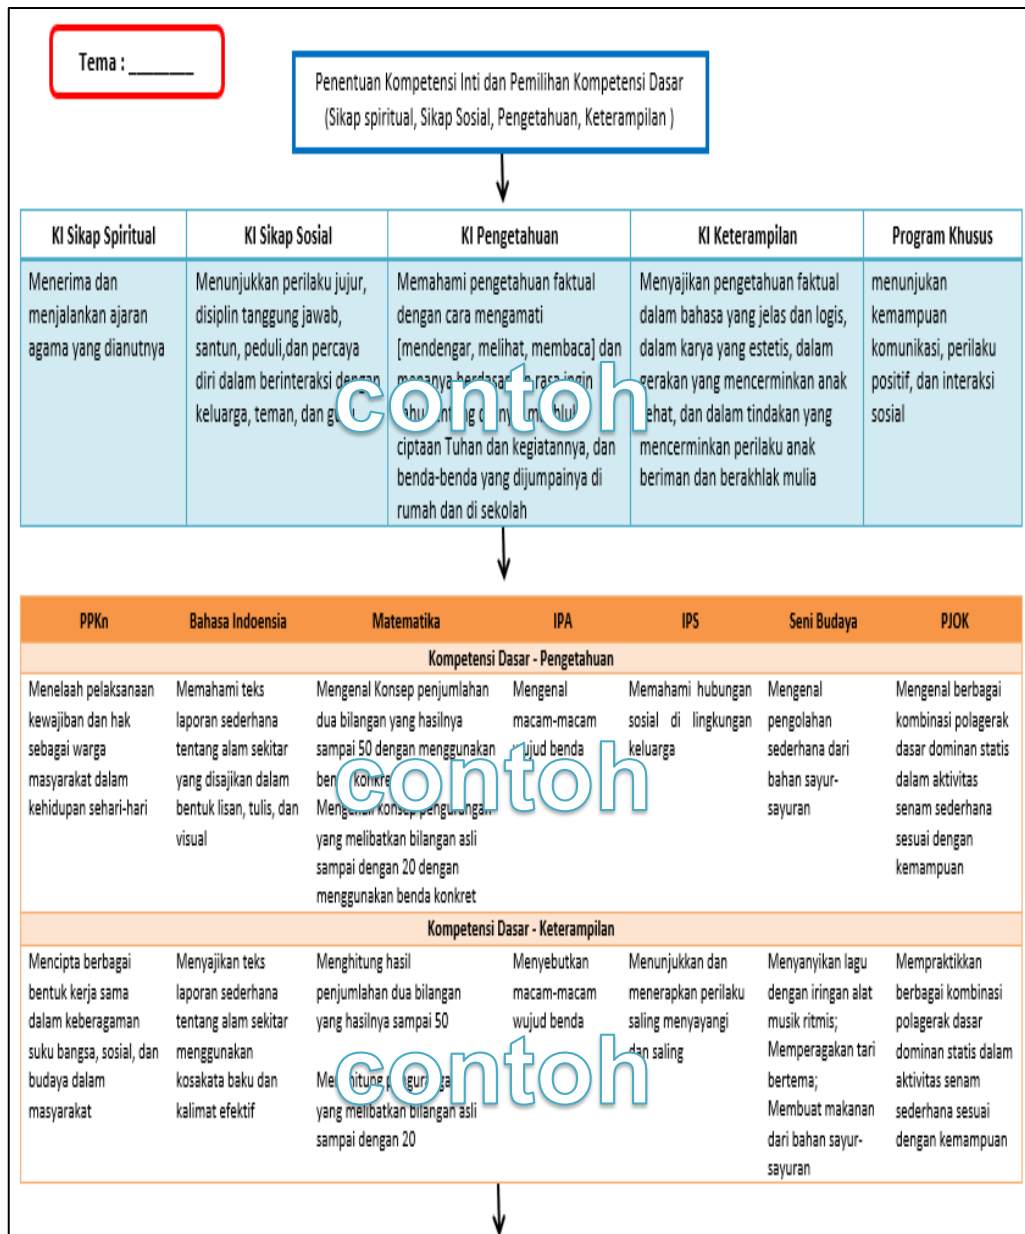 Tema : ________
Penentuan Kompetensi Inti dan Pemilihan Kompetensi Dasar
(Sikap spiritual, Sikap Sosial, Pengetahuan, Keterampilan )
KI Sikap Spiritual
Menerima dan
menjalankan ajaran
agama yang dianutnya
KI Sikap Sosial
Menunjukkan perilaku jujur,
disiplin tanggung jawab,
santun, peduli,dan percaya
diri dalam berinteraksi dengan
keluarga, teman, dan
KI Pengetahuan
Memahami pengetahuan faktual
dengan cara mengamati
[mendengar, melihat, membaca] dan
rasa ingin
ciptaan Tuhan dan kegiatannya, dan
benda-benda yang dijumpainya di
rumah dan di sekolah
KI Keterampilan
Menyajikan pengetahuan faktual
dalam bahasa yang jelas dan logis,
dalam karya yang estetis, dalam
gerakan yang mencerminkan anak
sehat, dan dalam tindakan yang
mencerminkan perilaku anak
beriman dan berakhlak mulia
Program Khusus
menunjukan
kemampuan
komunikasi, perilaku
positif, dan interaksi
sosial
contoh
PPKn
Bahasa Indoensia
Matematika
IPA
IPS
Seni Budaya
PJOK
Kompetensi Dasar - Pengetahuan
Menelaah pelaksanaan
kewajiban dan hak
sebagai warga
masyarakat dalam
kehidupan sehari-hari
Memahami teks
laporan sederhana
tentang alam sekitar
yang disajikan dalam
bentuk lisan, tulis, dan
visual
Mengenal Konsep penjumlahan
dua bilangan yang hasilnya
sampai 50 dengan menggunakan
benda konkret
konsep pengurangan
yang melibatkan bilangan asli
sampai dengan 20 dengan
menggunakan benda konkret
Mengenal
macam-macam
wujud benda
Memahami hubungan
sosial di lingkungan
keluarga
Mengenal
pengolahan
sederhana dari
bahan sayur-
sayuran
Mengenal berbagai
kombinasi polagerak
dasar dominan statis
dalam aktivitas
senam sederhana
sesuai dengan
kemampuan
contoh
Kompetensi Dasar - Keterampilan
Mencipta berbagai
bentuk kerja sama
dalam keberagaman
suku bangsa, sosial, dan
budaya dalam
masyarakat
Menyajikan teks
laporan sederhana
tentang alam sekitar
menggunakan
kosakata baku dan
kalimat efektif
Menghitung hasil
penjumlahan dua bilangan
yang hasilnya sampai 50
Menghitung
yang melibatkan bilangan asli
sampai dengan 20
Menyebutkan
macam-macam
wujud benda
Menunjukkan dan
menerapkan perilaku
saling menyayangi
dan saling
Menyanyikan lagu
dengan iringan alat
musik ritmis;
Memperagakan tari
bertema;
Membuat makanan
dari bahan sayur-
sayuran
Mempraktikkan
berbagai kombinasi
polagerak dasar
dominan statis dalam
aktivitas senam
sederhana sesuai
dengan kemampuan
contoh